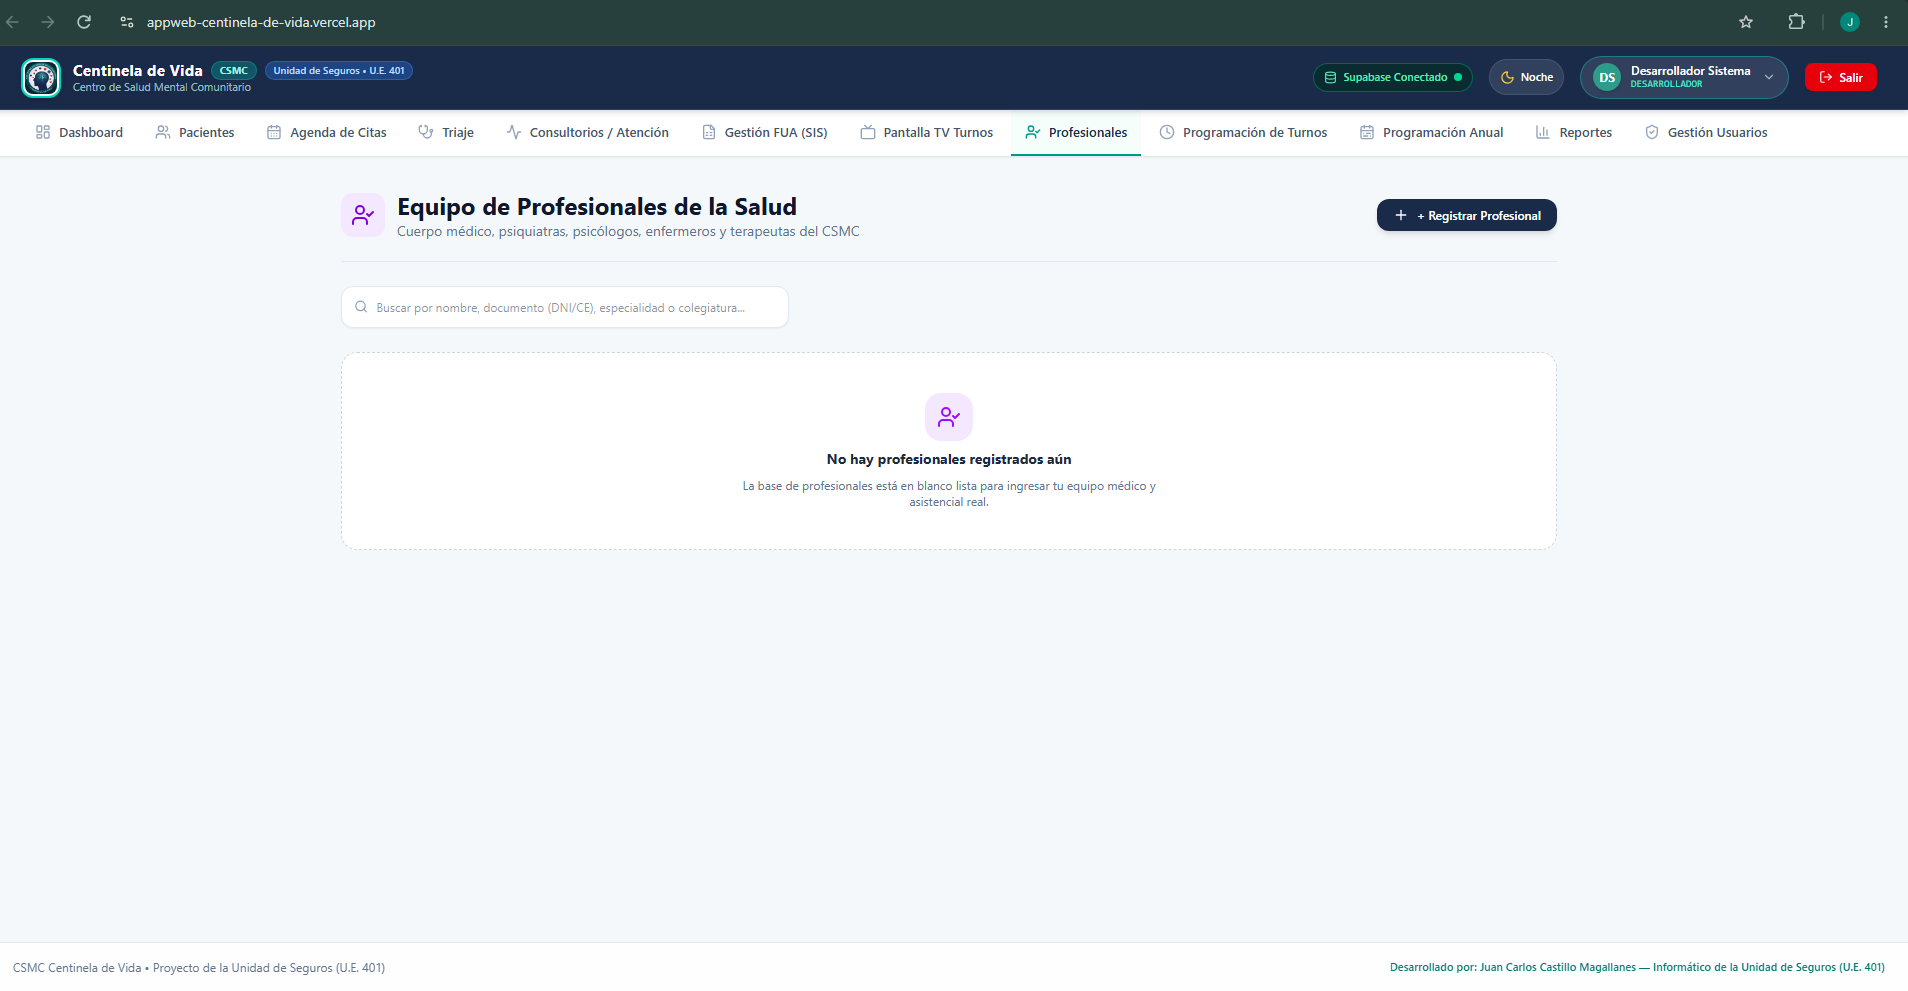 appweb-centinela-de-vida.vercel.app
J
Centinela de Vida CSMC Unidad de Seguros • U.E. 401
Centro de Salud Mental Comunitario
Supabase Conectado
Noche
DS
Desarrollador Sistema
DESARROLLADOR
Salir
Dashboard Pacientes Agenda de Citas Triaje Consultorios / Atención Gestión FUA (SIS) Pantalla TV Turnos Profesionales Programación de Turnos Programación Anual Reportes Gestión Usuarios
Equipo de Profesionales de la Salud
Cuerpo médico, psiquiatras, psicólogos, enfermeros y terapeutas del CSMC
+ Registrar Profesional
Buscar por nombre, documento (DNI/CE), especialidad o colegiatura...
No hay profesionales registrados aún
La base de profesionales está en blanco lista para ingresar tu equipo médico y
asistencial real.
CSMC Centinela de Vida • Proyecto de la Unidad de Seguros (U.E. 401)
Desarrollado por: Juan Carlos Castillo Magallanes — Informático de la Unidad de Seguros (U.E. 401)